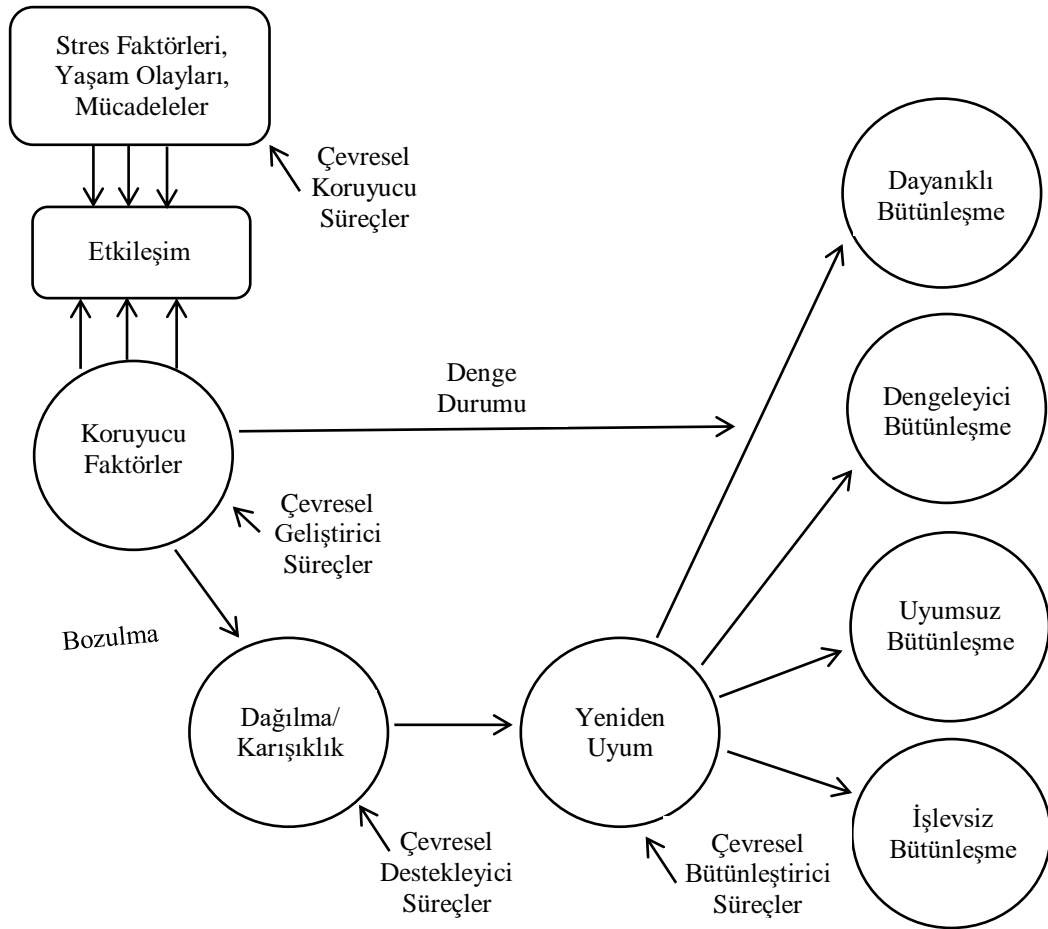 Stres Faktörleri,
Yaşam Olayları,
Mücadeleler
Çevresel
Koruyucu
Süreçler
Etkileşim
Dayanıklı
Bütünleşme
Denge
Durumu
Dengeleyici
Bütünleşme
Koruyucu
Faktörler
Çevresel
Geliştirici
Süreçler
Bozulma
Uyumsuz
Bütünleşme
Dağılma/
Karışıklık
Yeniden
Uyum
İşlevsiz
Bütünleşme
Çevresel
Destekleyici
Süreçler
Çevresel
Bütünleştirici
Süreçler